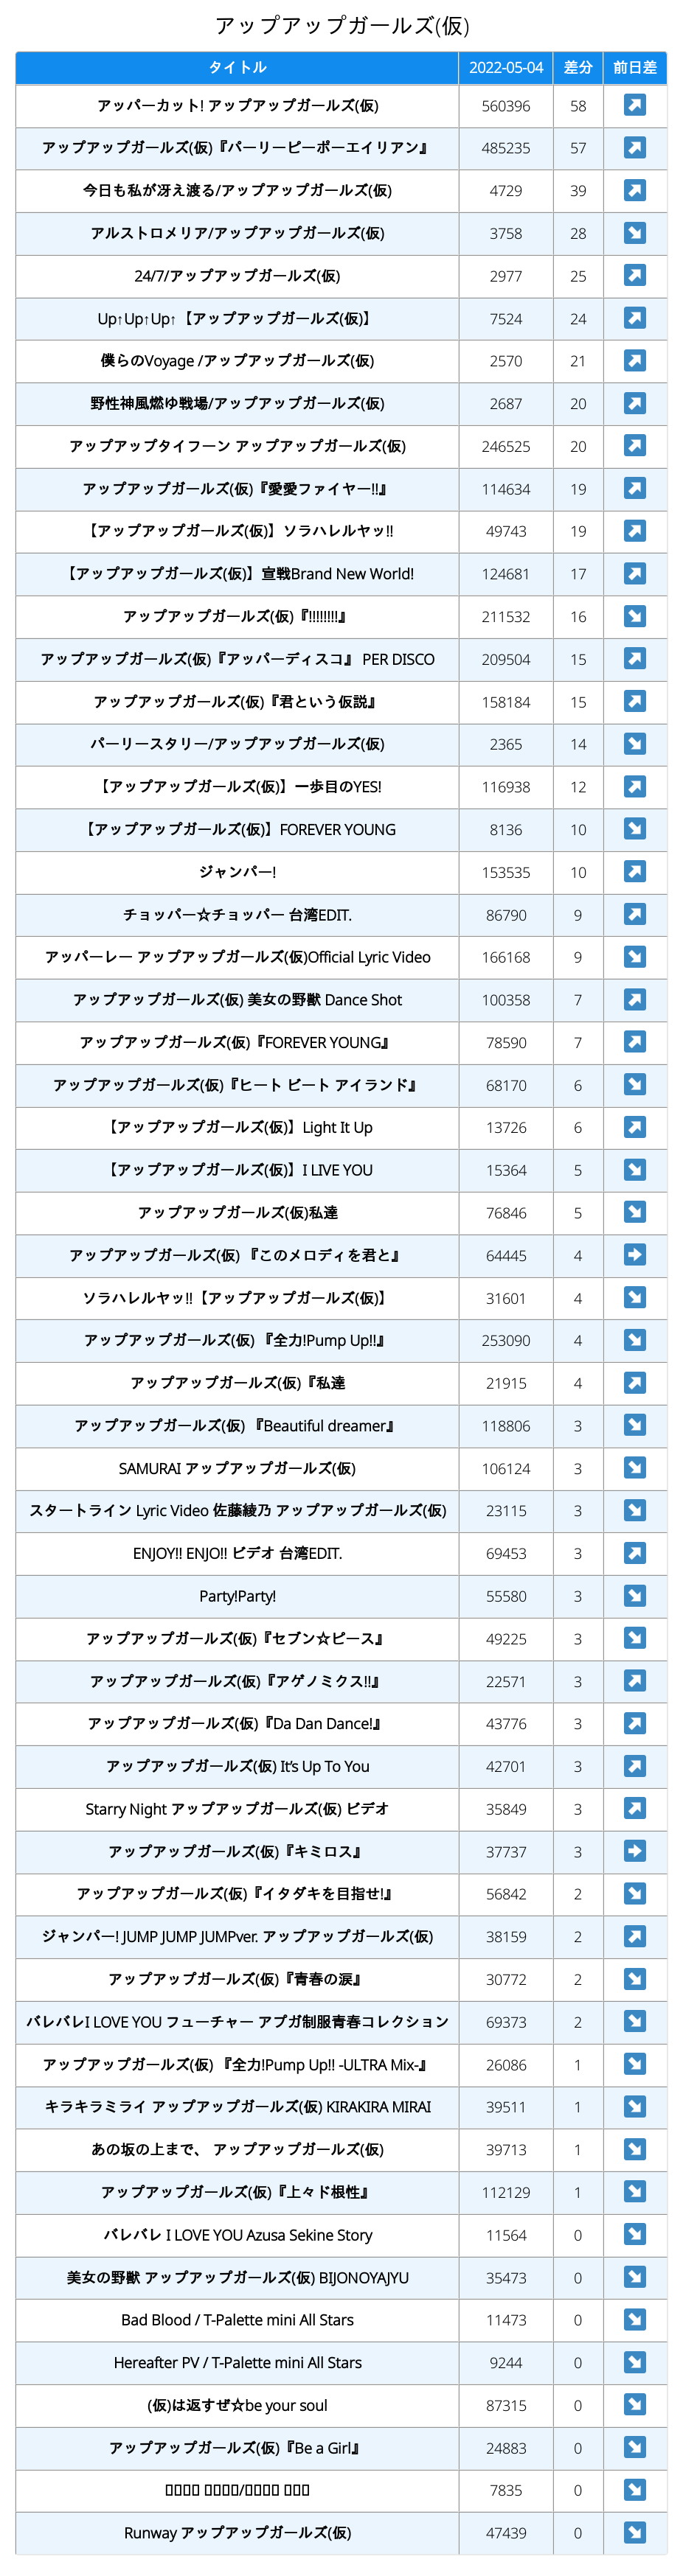 アップアップガールズ(仮)
タイトル 2022-05-04 差分 前日差
アッパーカット! アップアップガールズ(仮) 560396 58 ↗
アップアップガールズ(仮)『パーリーピーポーエイリアン』 485235 57 ↗
今日も私が冴え渡る/アップアップガールズ(仮) 4729 39 ↗
アルストロメリア/アップアップガールズ(仮) 3758 28 ↘
24/7/アップアップガールズ(仮) 2977 25 ↗
Up↑Up↑Up↑【アップアップガールズ(仮)】 7524 24 ↗
僕らのVoyage /アップアップガールズ(仮) 2570 21 ↗
野性神風燃ゆ戦場/アップアップガールズ(仮) 2687 20 ↗
アップアップタイフーン アップアップガールズ(仮) 246525 20 ↗
アップアップガールズ(仮)『愛愛ファイヤー!!』 114634 19 ↗
【アップアップガールズ(仮)】ソラハレルヤッ!! 49743 19 ↗
【アップアップガールズ(仮)】宣戦Brand New World! 124681 17 ↗
アップアップガールズ(仮)『!!!!!!!!』 211532 16 ↘
アップアップガールズ(仮)『アッパーディスコ』 PER DISCO 209504 15 ↗
アップアップガールズ(仮)『君という仮説』 158184 15 ↗
パーリースタリー/アップアップガールズ(仮) 2365 14 ↘
【アップアップガールズ(仮)】一歩目のYES! 116938 12 ↗
【アップアップガールズ(仮)】FOREVER YOUNG 8136 10 ↘
ジャンパー! 153535 10 ↗
チョッパー☆チョッパー 台湾EDIT. 86790 9 ↗
アッパーレー アップアップガールズ(仮)Official Lyric Video 166168 9 ↘
アップアップガールズ(仮) 美女の野獣 Dance Shot 100358 7 ↗
アップアップガールズ(仮)『FOREVER YOUNG』 78590 7 ↗
アップアップガールズ(仮)『ヒート ビート アイランド』 68170 6 ↘
【アップアップガールズ(仮)】Light It Up 13726 6 ↗
【アップアップガールズ(仮)】I LIVE YOU 15364 5 ↘
アップアップガールズ(仮)私達 76846 5 ↘
アップアップガールズ(仮) 『このメロディを君と』 64445 4 ➡
ソラハレルヤッ!!【アップアップガールズ(仮)】 31601 4 ↘
アップアップガールズ(仮) 『全力!Pump Up!!』 253090 4 ↘
アップアップガールズ(仮)『私達 21915 4 ↗
アップアップガールズ(仮) 『Beautiful dreamer』 118806 3 ↘
SAMURAI アップアップガールズ(仮) 106124 3 ↘
スタートライン Lyric Video 佐藤綾乃 アップアップガールズ(仮) 23115 3 ↘
ENJOY!! ENJO!! ビデオ 台湾EDIT. 69453 3 ↗
Party!Party! 55580 3 ↘
アップアップガールズ(仮)『セブン☆ピース』 49225 3 ↘
アップアップガールズ(仮)『アゲノミクス!!』 22571 3 ↗
アップアップガールズ(仮)『Da Dan Dance!』 43776 3 ↗
アップアップガールズ(仮) It's Up To You 42701 3 ↗
Starry Night アップアップガールズ(仮) ビデオ 35849 3 ↗
アップアップガールズ(仮)『キミロス』 37737 3 ➡
アップアップガールズ(仮)『イタダキを目指せ!』 56842 2 ↘
ジャンパー! JUMP JUMP JUMPver. アップアップガールズ(仮) 38159 2 ↗
アップアップガールズ(仮)『青春の涙』 30772 2 ↘
バレバレI LOVE YOU フューチャー アプガ制服青春コレクション 69373 2 ↘
アップアップガールズ(仮) 『全力!Pump Up!! -ULTRA Mix-』 26086 1 ↘
キラキラミライ アップアップガールズ(仮) KIRAKIRA MIRAI 39511 1 ↘
あの坂の上まで、 アップアップガールズ(仮) 39713 1 ↘
アップアップガールズ(仮)『上々ド根性』 112129 1 ↘
バレバレ I LOVE YOU Azusa Sekine Story 11564 0 ↘
美女の野獣 アップアップガールズ(仮) BIJONOYAJYU 35473 0 ↘
Bad Blood / T-Palette mini All Stars 11473 0 ↘
Hereafter PV / T-Palette mini All Stars 9244 0 ↘
(仮)は返すぜ☆be your soul 87315 0 ↘
アップアップガールズ(仮)『Be a Girl』 24883 0 ↘
▯▯▯▯ ▯▯▯▯/▯▯▯▯ ▯▯▯ 7835 0 ↘
Runway アップアップガールズ(仮) 47439 0 ↘